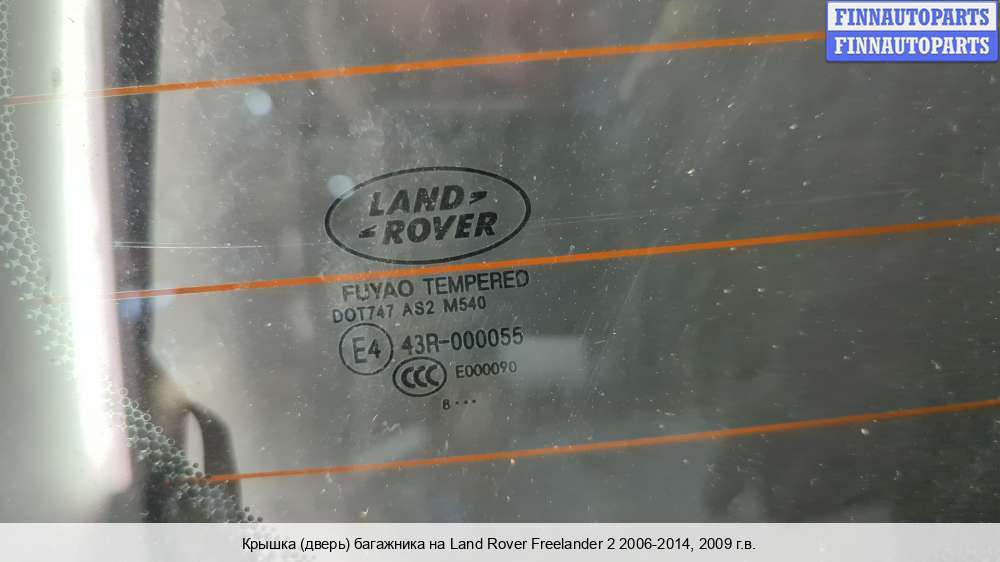 FINNAUTOPARTS
FINNAUTOPARTS
LAND
ROVER
FUYAO TEMPERED
DOT747 AS2 M540
E4 43R-000055
CCC E000090
8...
Крышка (дверь) багажника на Land Rover Freelander 2 2006-2014, 2009 г.в.